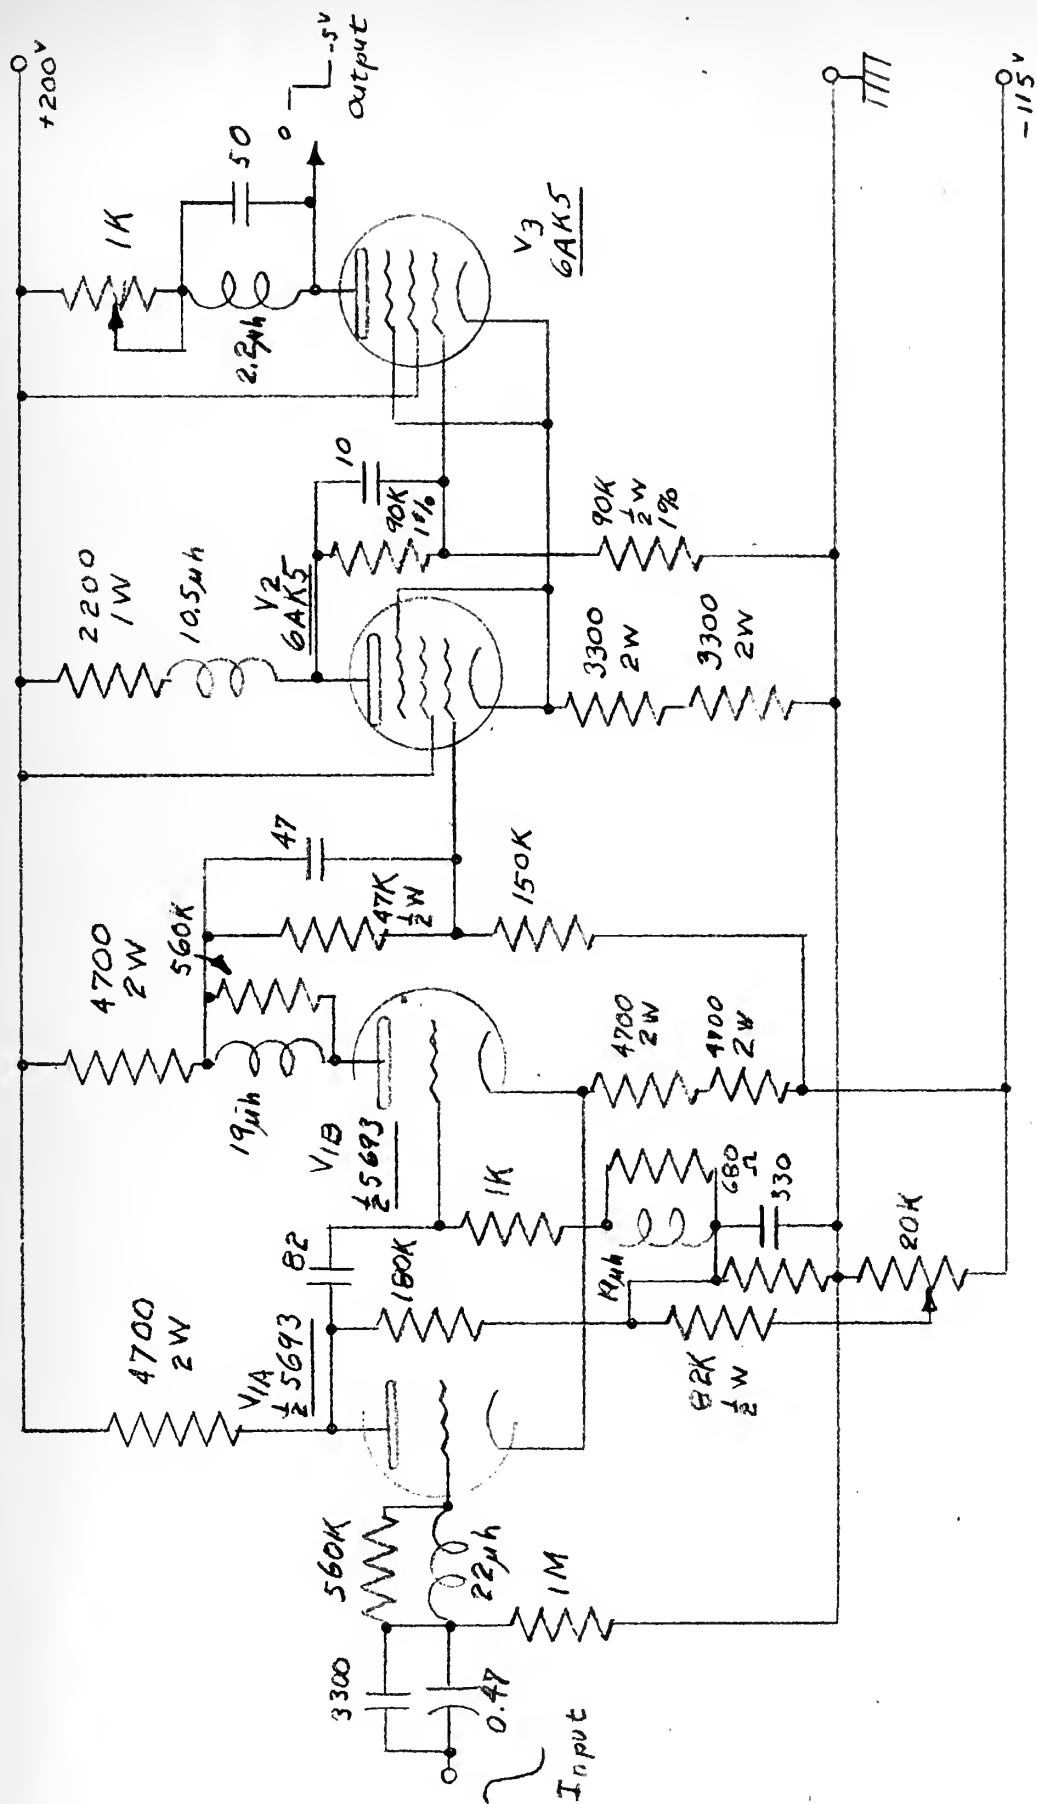 +200v
1K
50
0
-5v
Output
2.2µh
V3
6AK5
2200
1W
10.5µh
V2
6AK5
10
90K
1%
90K
½W
1%
3300
2W
3300
2W
4700
2W
560K
47
47K
½W
150K
19µh
V1B
½5693
4700
2W
4700
2W
4700
2W
V1A
½5693
82
180K
1K
19µh
680
Ω
330
20K
82K
½W
560K
22µh
1M
3300
0.47
Input
-115v